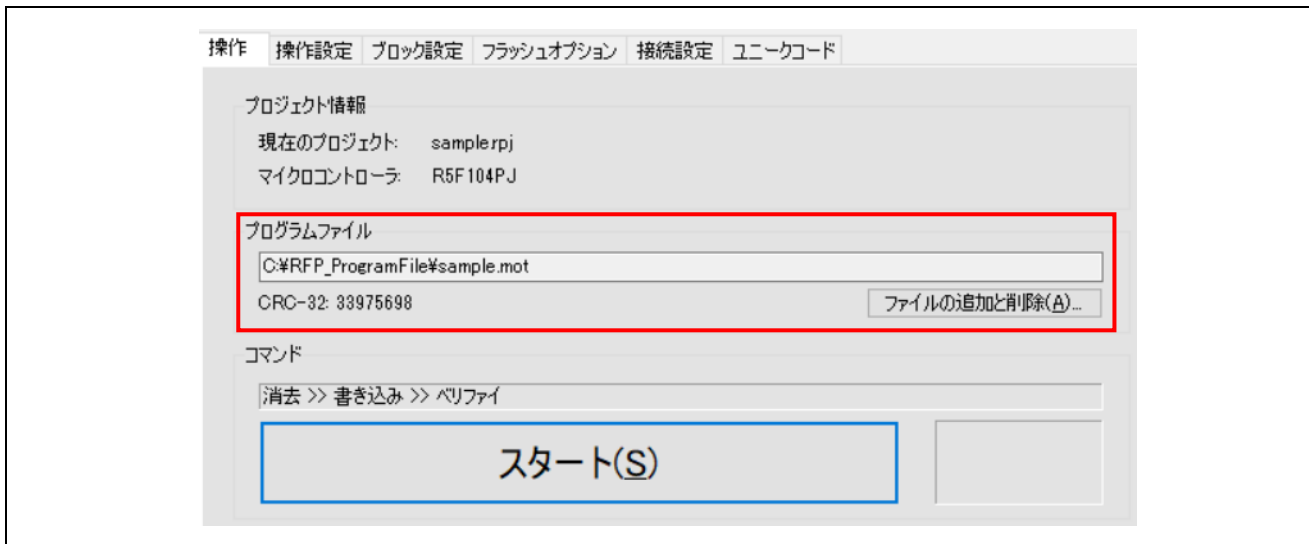 操作 操作設定 ブロック設定 フラッシュオプション 接続設定 ユニークコード
プロジェクト情報
現在のプロジェクト: sample.rpj
マイクロコントローラ: R5F104PJ
プログラムファイル
C:¥RFP_ProgramFile¥sample.mot
CRC-32: 33975698 ファイルの追加と削除(A)...
コマンド
消去 >> 書き込み >> ベリファイ
スタート(S)